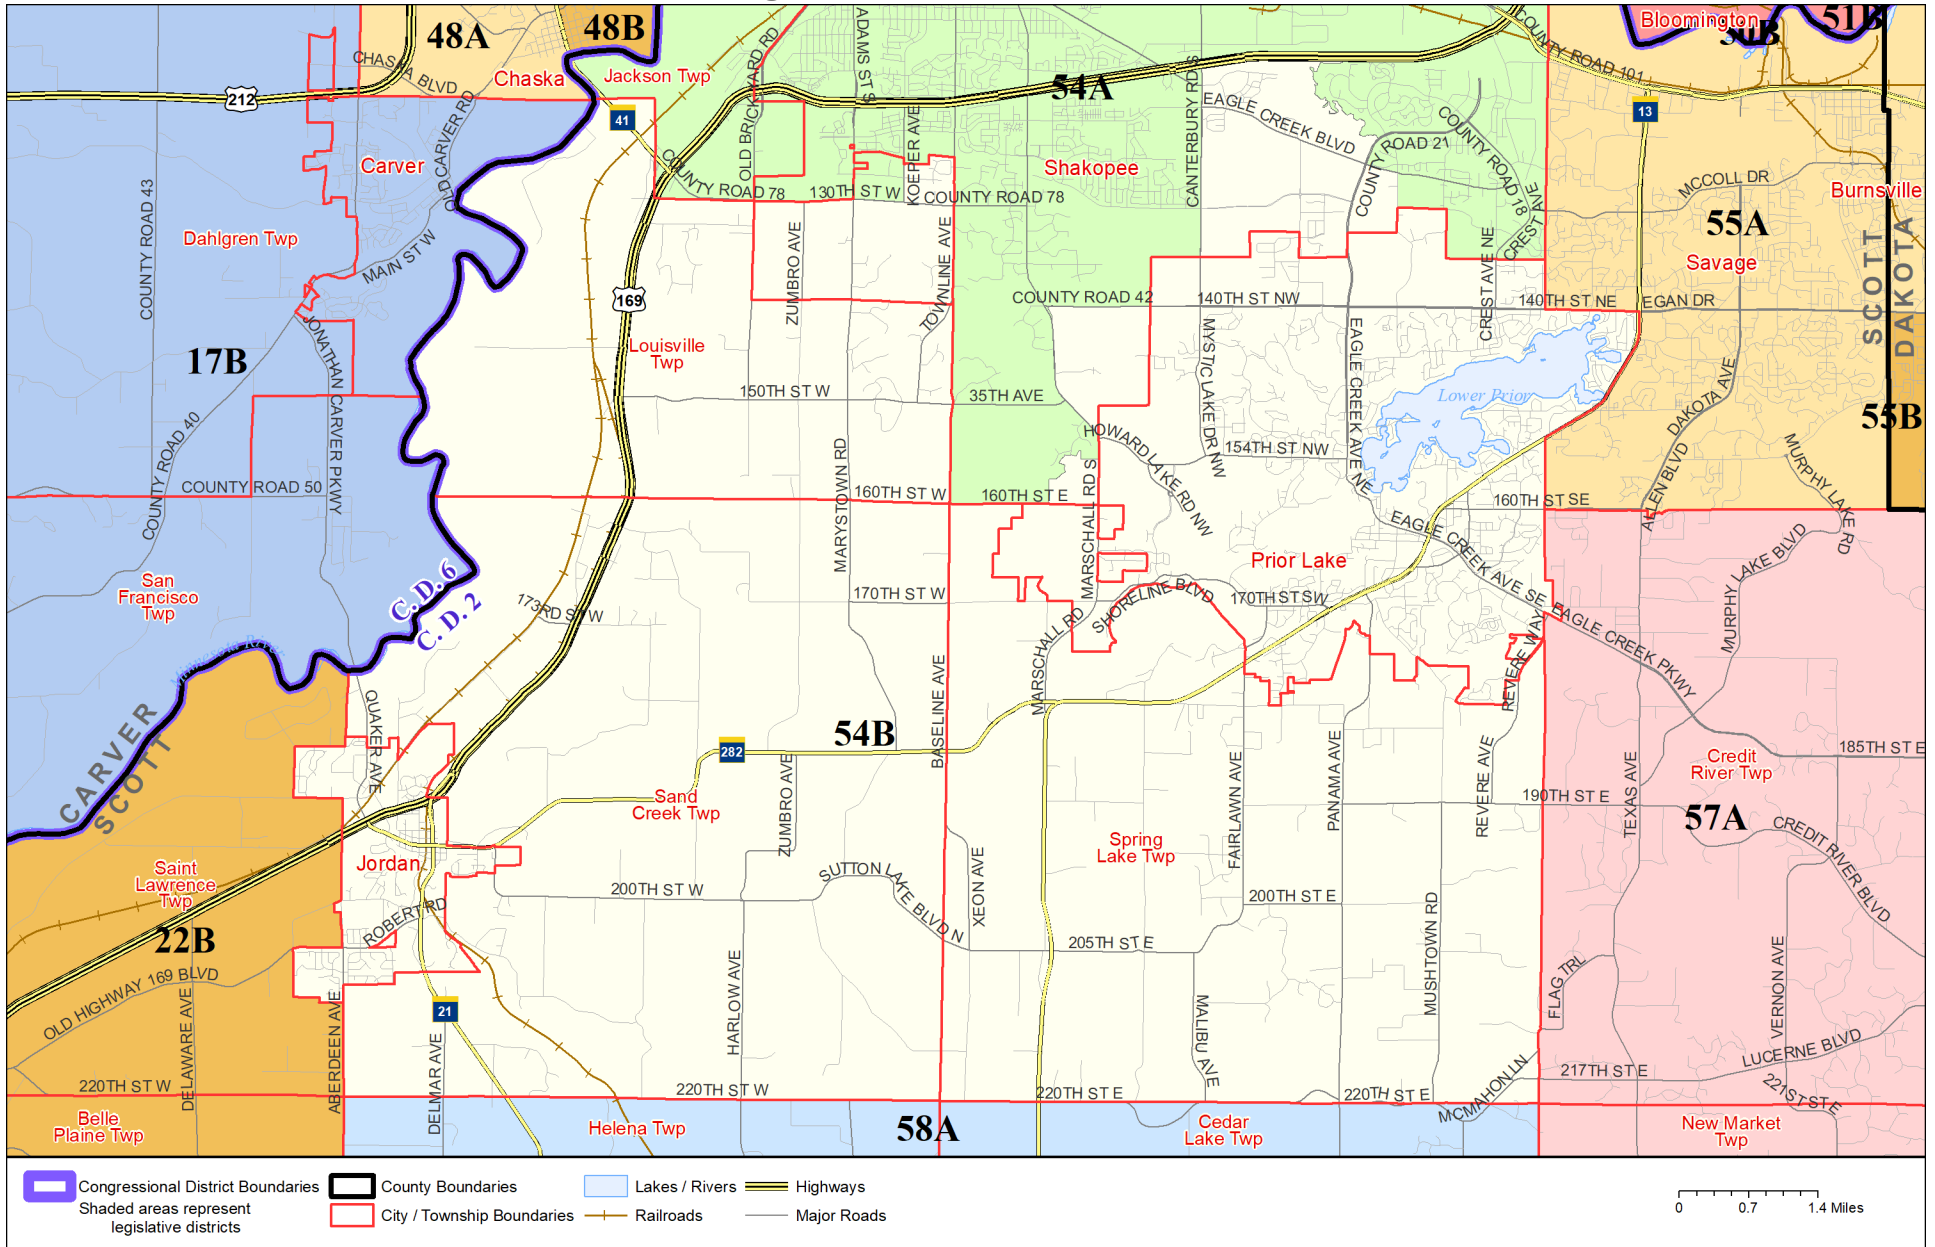 48A
48B
Bloomington
50B
51B
CHASKA BLVD
Chaska
Jackson Twp
OLD BRICKYARD RD
ADAMS ST S
54A
CANTERBURY RD S
COUNTY ROAD 101
212
41
13
OLD CARVER RD
KOEPER AVE
EAGLE CREEK BLVD
COUNTY ROAD 21
COUNTY ROAD 18
Carver
COUNTY ROAD 78
130TH ST W
COUNTY ROAD 78
Shakopee
CREST AVE
MCCOLL DR
Burnsville
COUNTY ROAD 43
Dahlgren Twp
MAIN ST W
ZUMBRO AVE
TOWNLINE AVE
CREST AVE NE
55A
Savage
SCOTT
DAKOTA
169
COUNTY ROAD 42
140TH ST NW
140TH ST NE
EGAN DR
JONATHAN CARVER PKWY
17B
Louisville
Twp
MYSTIC LAKE DR NW
EAGLE CREEK AVE NE
150TH ST W
35TH AVE
Lower Prior
DAKOTA AVE
55B
COUNTY ROAD 40
MARYSTOWN RD
HOWARD LAKE RD NW
154TH ST NW
ALLEN BLVD
MURPHY LAKE RD
COUNTY ROAD 50
160TH ST W
160TH ST E
MARSCHALL RD S
160TH ST SE
EAGLE CREEK AVE SE
Prior Lake
San
Francisco
Twp
C. D. 6
C. D. 2
173RD ST W
170TH ST W
SHORELINE BLVD
170TH ST SW
MURPHY LAKE BLVD
EAGLE CREEK PKWY
Minnesota River
MARSCHALL RD
BASELINE AVE
REVERE WAY
CARVER
SCOTT
QUAKER AVE
282
54B
ZUMBRO AVE
FAIRLAWN AVE
PANAMA AVE
REVERE AVE
TEXAS AVE
Credit
River Twp
185TH ST E
Sand
Creek Twp
190TH ST E
57A
CREDIT RIVER BLVD
Jordan
Spring
Lake Twp
Saint
Lawrence
Twp
22B
ROBERT RD
200TH ST W
SUTTON LAKE BLVD N
XEON AVE
200TH ST E
205TH ST E
MUSHTOWN RD
OLD HIGHWAY 169 BLVD
DELAWARE AVE
ABERDEEN AVE
21
DELMAR AVE
HARLOW AVE
MALIBU AVE
FLAG TRL
VERNON AVE
LUCERNE BLVD
220TH ST W
220TH ST W
220TH ST E
220TH ST E
MCMAHON LN
217TH ST E
221ST ST E
Belle
Plaine Twp
Helena Twp
58A
Cedar
Lake Twp
New Market
Twp
Congressional District Boundaries
County Boundaries
Lakes / Rivers
Highways
Shaded areas represent
legislative districts
City / Township Boundaries
Railroads
Major Roads
0 0.7 1.4 Miles